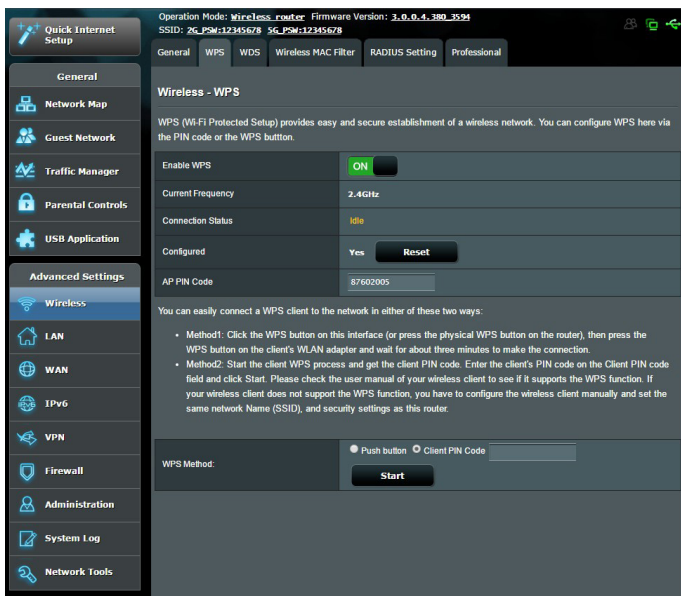 Quick Internet
Setup
Operation Mode: Wireless router Firmware Version: 3.0.0.4.380_3594
SSID: 2G_PSW:12345678 5G_PSW:12345678
General WPS WDS Wireless MAC Filter RADIUS Setting Professional
General
Network Map
Guest Network
Traffic Manager
Parental Controls
USB Application
Advanced Settings
Wireless
LAN
WAN
IPv6
VPN
Firewall
Administration
System Log
Network Tools
Wireless - WPS
WPS (Wi-Fi Protected Setup) provides easy and secure establishment of a wireless network. You can configure WPS here via
the PIN code or the WPS buttton.
Enable WPS ON
Current Frequency 2.4GHz
Connection Status Idle
Configured Yes Reset
AP PIN Code 87602005
You can easily connect a WPS client to the network in either of these two ways:
• Method1: Click the WPS button on this interface (or press the physical WPS button on the router), then press the
WPS button on the client's WLAN adapter and wait for about three minutes to make the connection.
• Method2: Start the client WPS process and get the client PIN code. Enter the client's PIN code on the Client PIN code
field and click Start. Please check the user manual of your wireless client to see if it supports the WPS function. If
your wireless client does not support the WPS function, you have to configure the wireless client manually and set the
same network Name (SSID), and security settings as this router.
WPS Method: Push button Client PIN Code
Start